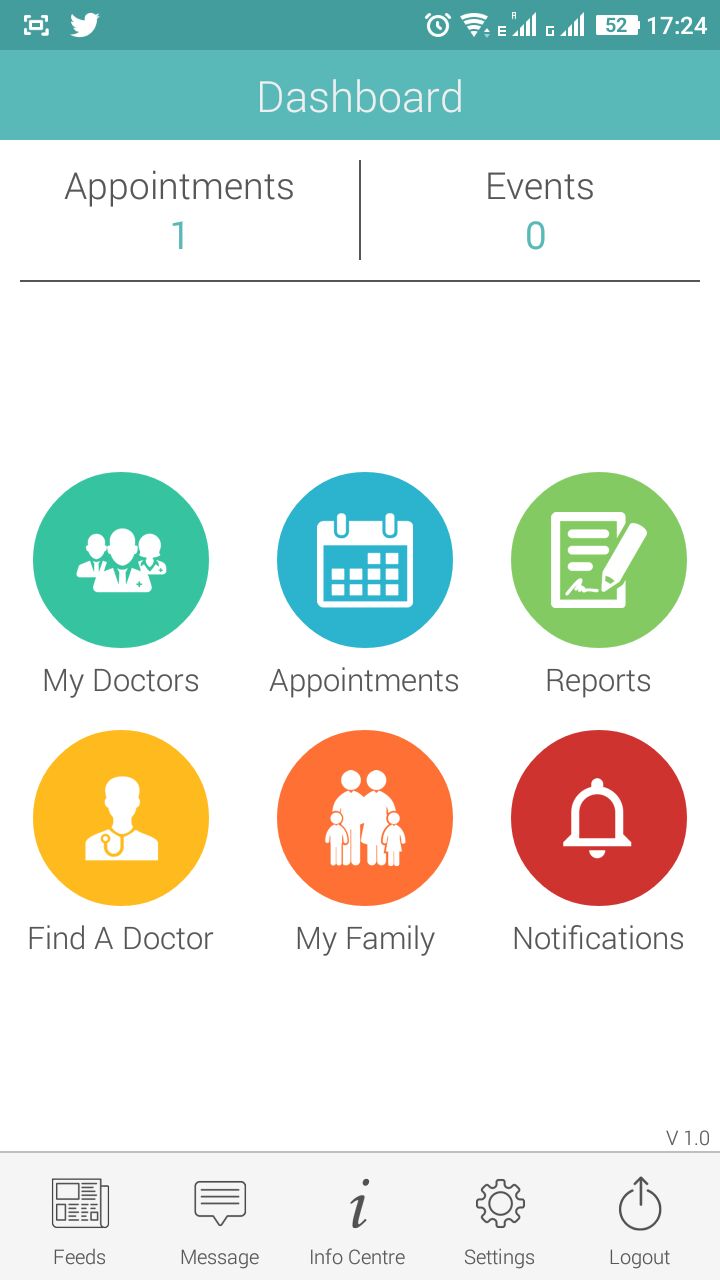 E R G 52 17:24
Dashboard
Appointments Events
1 0
My Doctors Appointments Reports
Find A Doctor My Family Notifications
V 1.0
Feeds Message Info Centre Settings Logout